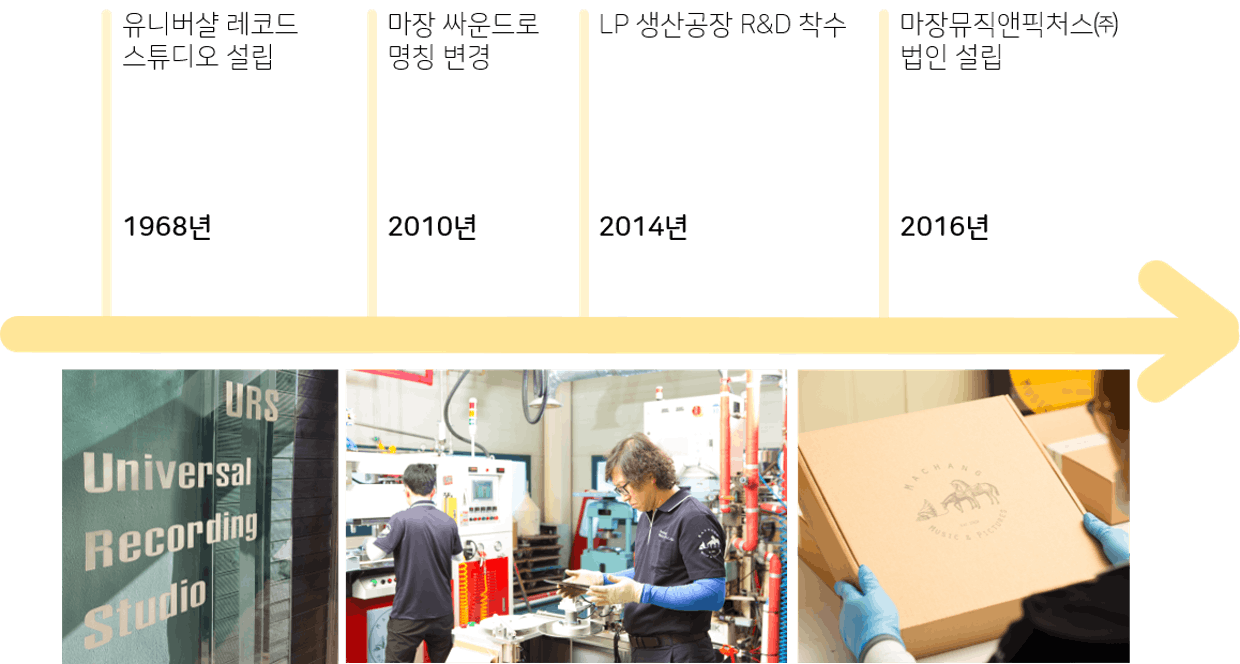 유니버샬 레코드
스튜디오 설립
1968년
마장 싸운드로
명칭 변경
2010년
LP 생산공장 R&D 착수
2014년
마장뮤직앤픽처스㈜
법인 설립
2016년
URS
Universal
Recording
Studio
MACHANG
MUSIC & PICTURES